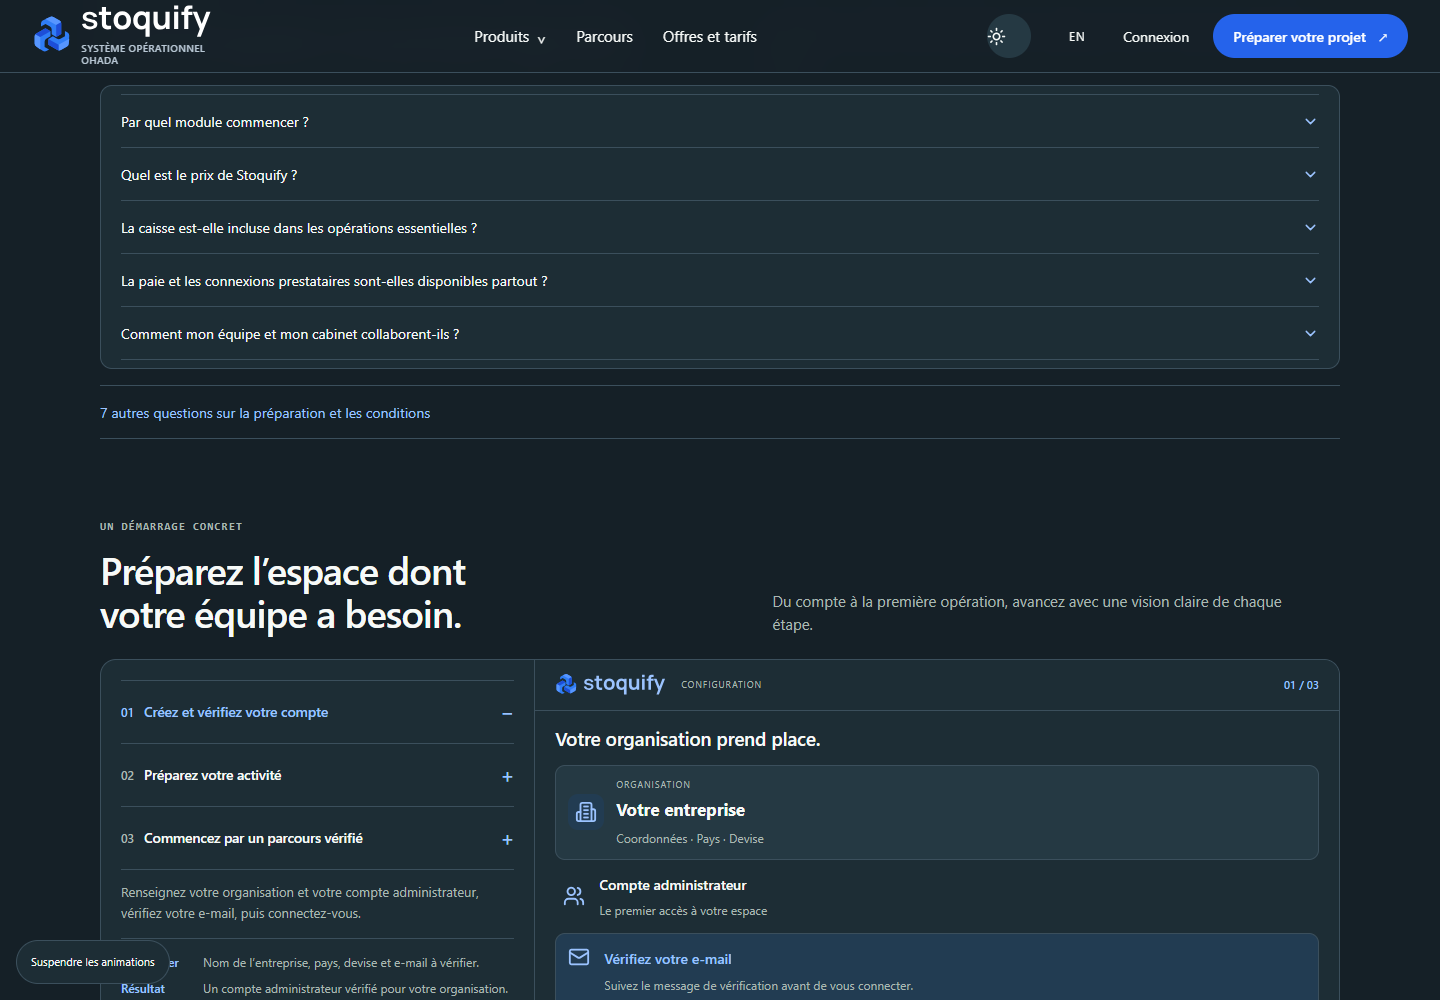 stoquify
SYSTÈME OPÉRATIONNEL
OHADA
Produits
Parcours
Offres et tarifs
EN
Connexion
Préparer votre projet ↗
Par quel module commencer ?
Quel est le prix de Stoquify ?
La caisse est-elle incluse dans les opérations essentielles ?
La paie et les connexions prestataires sont-elles disponibles partout ?
Comment mon équipe et mon cabinet collaborent-ils ?
7 autres questions sur la préparation et les conditions
UN DÉMARRAGE CONCRET
Préparez l’espace dont
votre équipe a besoin.
Du compte à la première opération, avancez avec une vision claire de chaque
étape.
01 Créez et vérifiez votre compte −
02 Préparez votre activité +
03 Commencez par un parcours vérifié +
Renseignez votre organisation et votre compte administrateur,
vérifiez votre e-mail, puis connectez-vous.
er Nom de l’entreprise, pays, devise et e-mail à vérifier.
Résultat Un compte administrateur vérifié pour votre organisation.
Suspendre les animations
stoquify CONFIGURATION 01 / 03
Votre organisation prend place.
ORGANISATION
Votre entreprise
Coordonnées · Pays · Devise
Compte administrateur
Le premier accès à votre espace
Vérifiez votre e-mail
Suivez le message de vérification avant de vous connecter.